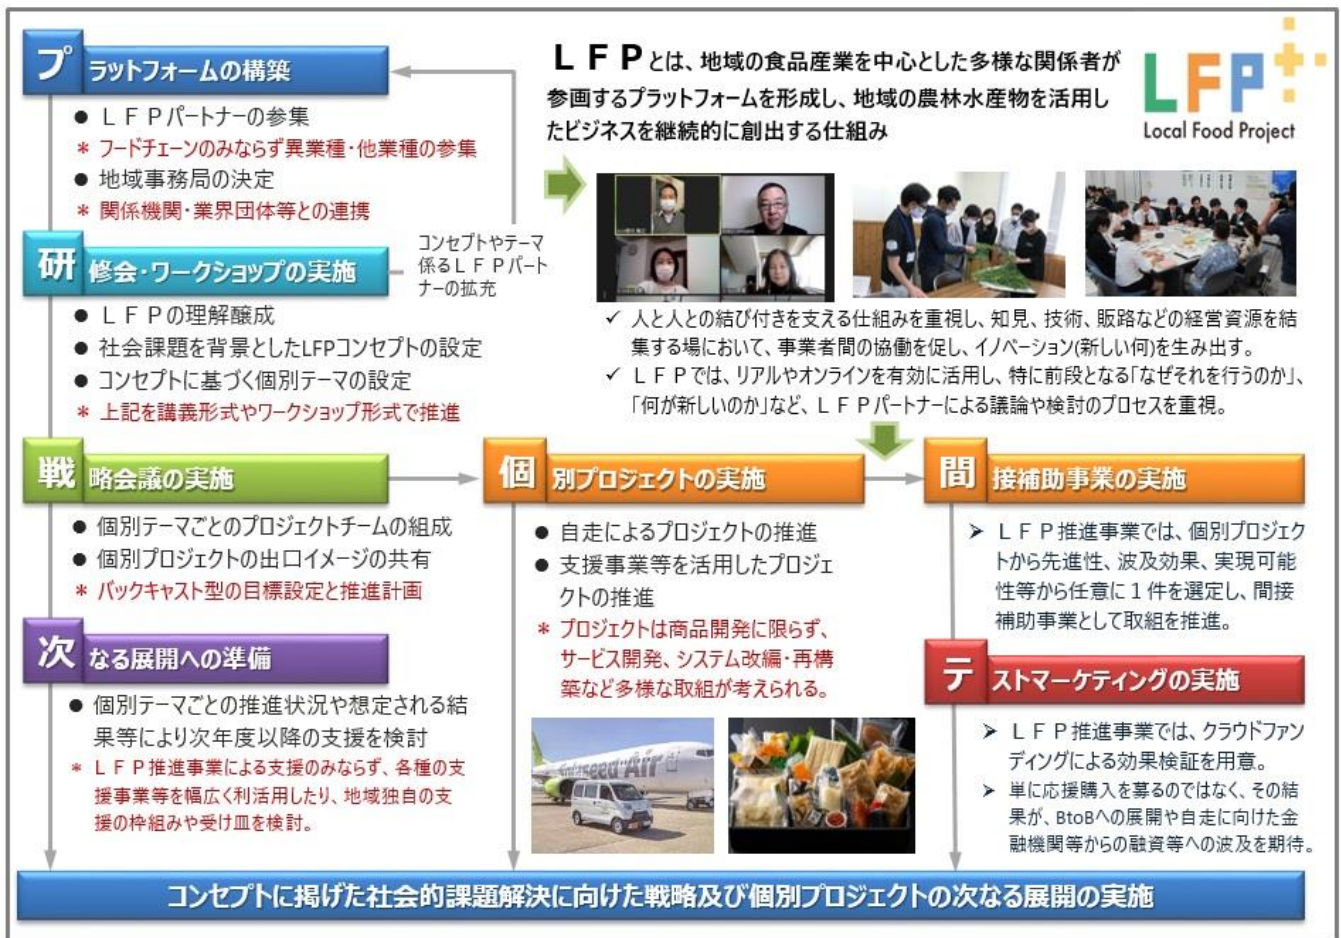 プラットフォームの構築
● ＬＦＰパートナーの参集
＊ フードチェーンのみならず異業種・他業種の参集
● 地域事務局の決定
＊ 関係機関・業界団体等との連携
研修会・ワークショップの実施
● ＬＦＰの理解醸成
● 社会課題を背景としたLFPコンセプトの設定
● コンセプトに基づく個別テーマの設定
＊ 上記を講義形式やワークショップ形式で推進
コンセプトやテーマ
係るＬＦＰパート
ナーの拡充
ＬＦＰとは、地域の食品産業を中心とした多様な関係者が
参画するプラットフォームを形成し、地域の農林水産物を活用し
たビジネスを継続的に創出する仕組み
LFP
Local Food Project
✓ 人と人との結び付きを支える仕組みを重視し、知見、技術、販路などの経営資源を結
集する場において、事業者間の協働を促し、イノベーション(新しい何)を生み出す。
✓ ＬＦＰでは、リアルやオンラインを有効に活用し、特に前段となる「なぜそれを行うのか」、
「何が新しいのか」など、ＬＦＰパートナーによる議論や検討のプロセスを重視。
戦略会議の実施
● 個別テーマごとのプロジェクトチームの組成
● 個別プロジェクトの出口イメージの共有
＊ バックキャスト型の目標設定と推進計画
次なる展開への準備
● 個別テーマごとの推進状況や想定される結
果等により次年度以降の支援を検討
＊ ＬＦＰ推進事業による支援のみならず、各種の支
援事業等を幅広く利活用したり、地域独自の支
援の枠組みや受け皿を検討。
個別プロジェクトの実施
● 自走によるプロジェクトの推進
● 支援事業等を活用したプロジェ
クトの推進
＊ プロジェクトは商品開発に限らず、
サービス開発、システム改編・再構
築など多様な取組が考えられる。
間接補助事業の実施
➢ ＬＦＰ推進事業では、個別プロジェク
トから先進性、波及効果、実現可能
性等から任意に１件を選定し、間接
補助事業として取組を推進。
テストマーケティングの実施
➢ ＬＦＰ推進事業では、クラウドファン
ディングによる効果検証を用意。
➢ 単に応援購入を募るのではなく、その結
果が、BtoBへの展開や自走に向けた金
融機関等からの融資等への波及を期待。
コンセプトに掲げた社会的課題解決に向けた戦略及び個別プロジェクトの次なる展開の実施